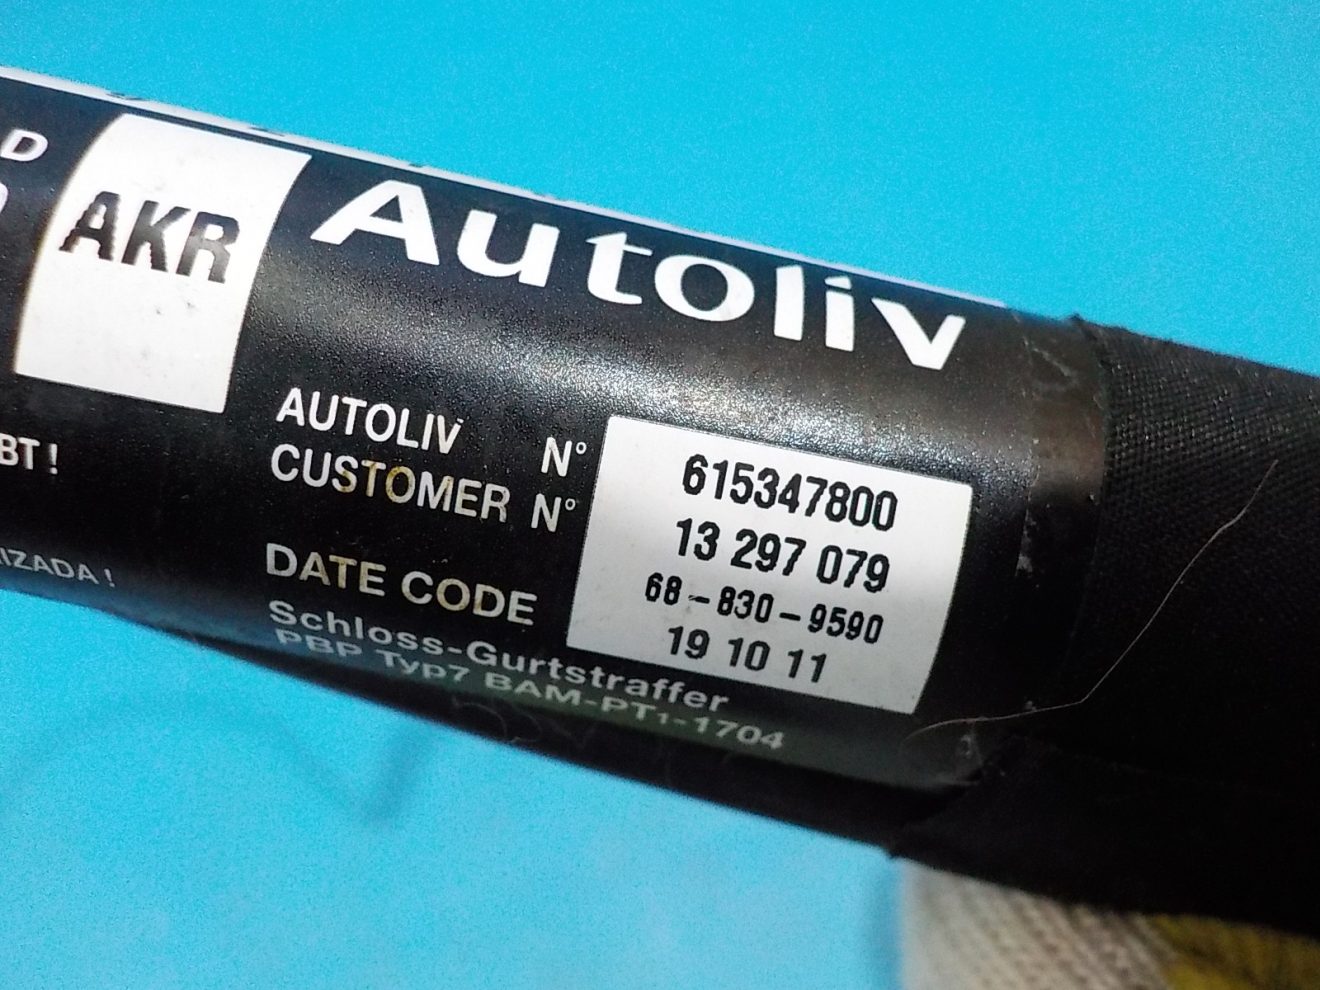 D
AKR
Autoliv
AUTOLIV N° 615347800
CUSTOMER N° 13 297 079
68-830-9590
DATE CODE 19 10 11
Schloss-Gurtstraffer
PBP Typ7 BAM-PT1-1704
BT!
IZADA!